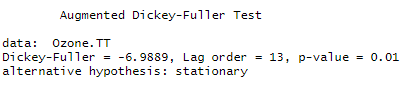 Augmented Dickey-Fuller Test
data:  Ozone.TT
Dickey-Fuller = -6.9889, Lag order = 13, p-value = 0.01
alternative hypothesis: stationary